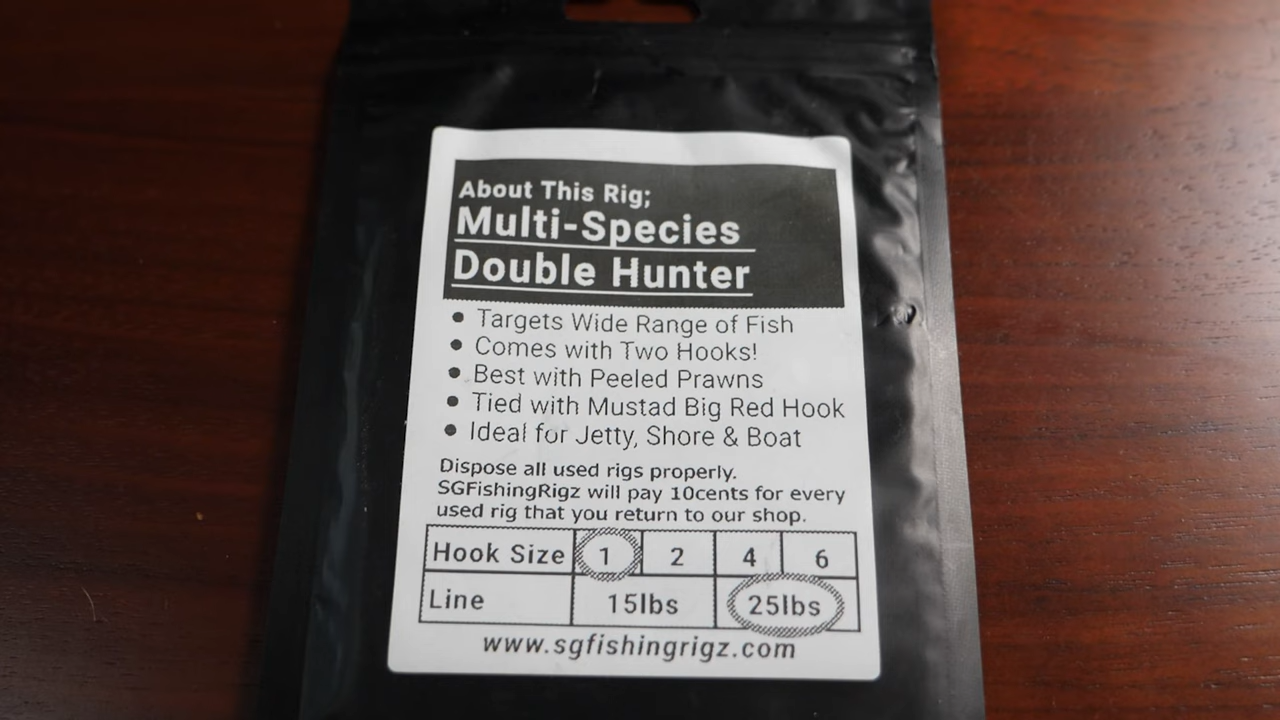 About This Rig;
Multi-Species
Double Hunter
• Targets Wide Range of Fish
• Comes with Two Hooks!
• Best with Peeled Prawns
• Tied with Mustad Big Red Hook
• Ideal for Jetty, Shore & Boat
Dispose all used rigs properly.
SGFishingRigz will pay 10cents for every
used rig that you return to our shop.
Hook Size 1 2 4 6
Line 15lbs 25lbs
www.sgfishingrigz.com